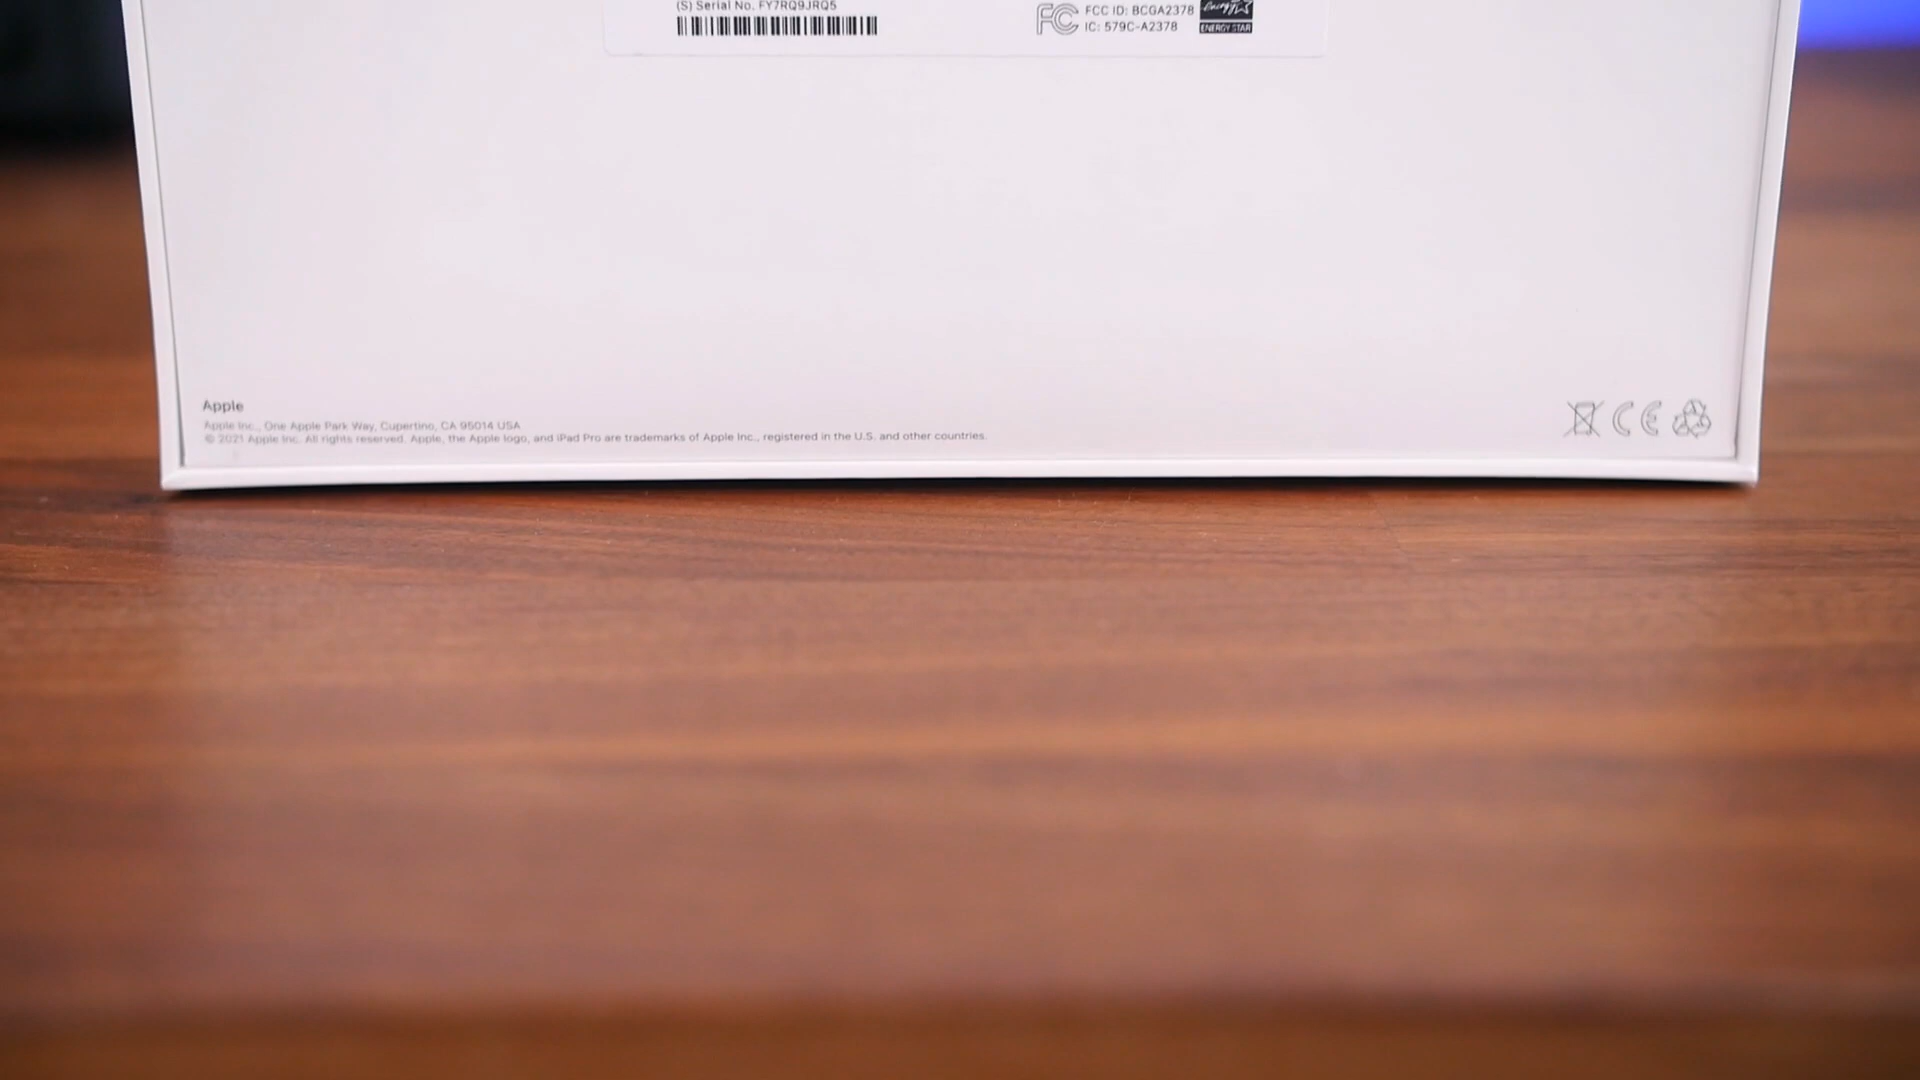 (S) Serial No. FY7RQ9JRQ5
FCC ID: BCGA2378
IC: 579C-A2378
energy
ENERGY STAR
Apple
Apple Inc., One Apple Park Way, Cupertino, CA 95014 USA
© 2021 Apple Inc. All rights reserved. Apple, the Apple logo, and iPad Pro are trademarks of Apple Inc., registered in the U.S. and other countries.